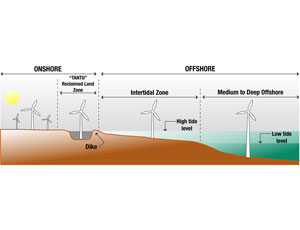 ONSHORE
OFFSHORE
"TANTU"
Reclaimed Land
Zone
Intertidal Zone
Medium to Deep Offshore
High tide
level
Low tide
level
Dike